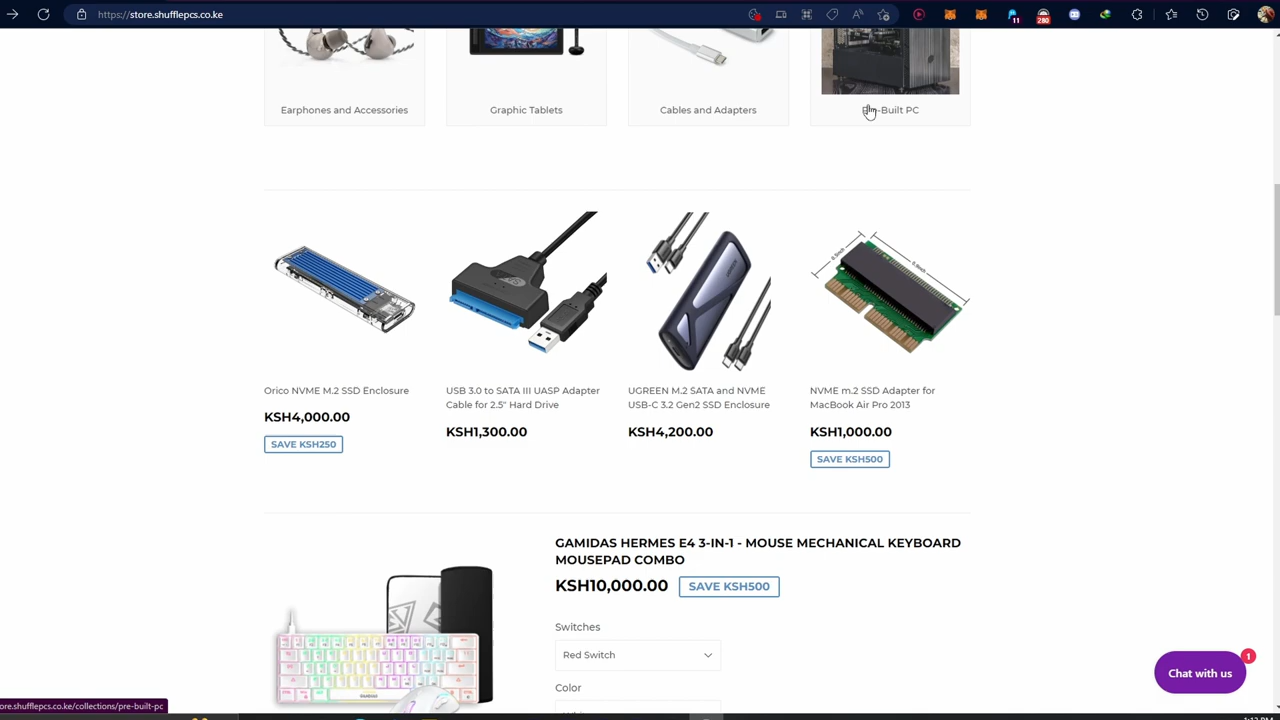 https://store.shufflepcs.co.ke
11
280
Earphones and Accessories
Graphic Tablets
Cables and Adapters
-Built PC
Orico NVME M.2 SSD Enclosure
KSH4,000.00
SAVE KSH250
USB 3.0 to SATA III UASP Adapter
Cable for 2.5" Hard Drive
KSH1,300.00
UGREEN M.2 SATA and NVME
USB-C 3.2 Gen2 SSD Enclosure
KSH4,200.00
NVME m.2 SSD Adapter for
MacBook Air Pro 2013
KSH1,000.00
SAVE KSH500
GAMIDAS HERMES E4 3-IN-1 - MOUSE MECHANICAL KEYBOARD
MOUSEPAD COMBO
KSH10,000.00 SAVE KSH500
Switches
Red Switch
Color
Chat with us
1
tore.shufflepcs.co.ke/collections/pre-built-pc